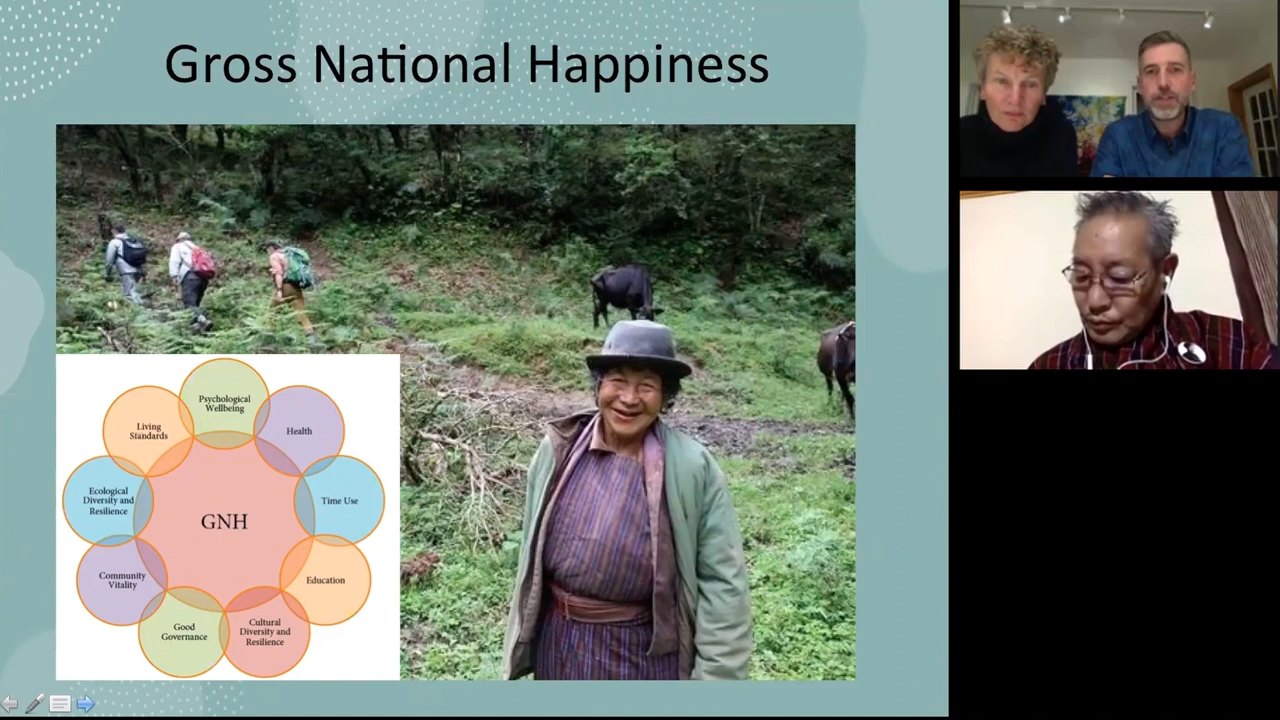 Gross National Happiness
Psychological
Wellbeing
Health
Time Use
Education
Cultural
Diversity and
Resilience
Good
Governance
Community
Vitality
Ecological
Diversity and
Resilience
Living
Standards
GNH